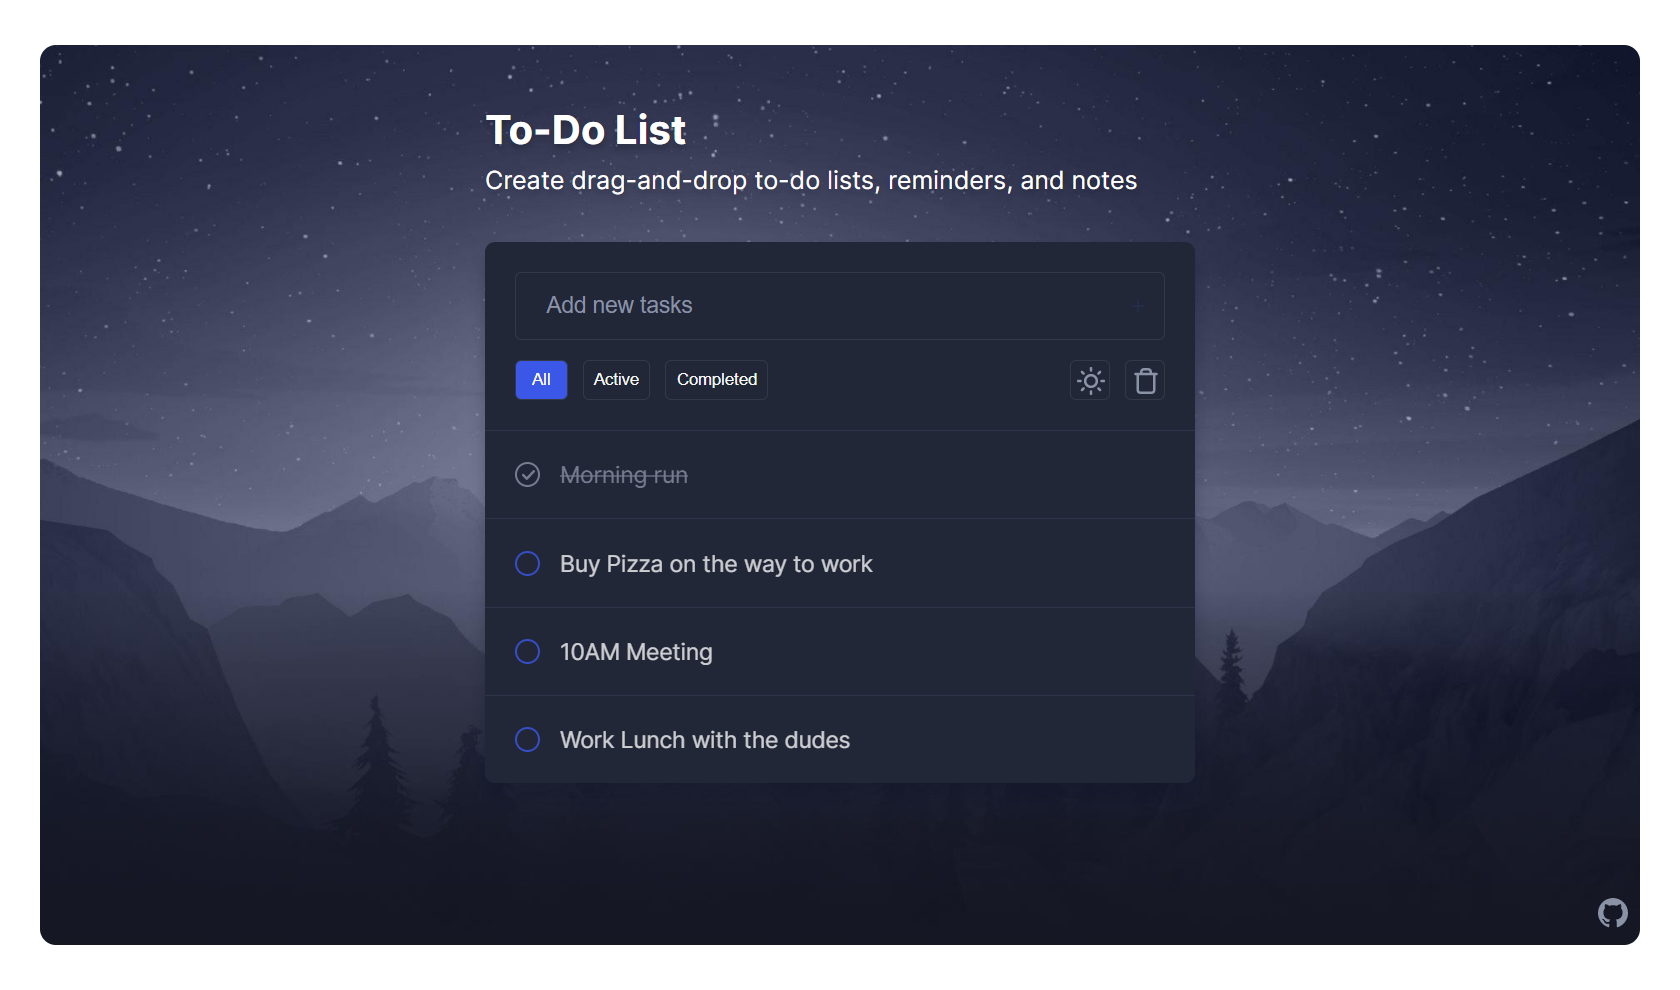 To-Do List
Create drag-and-drop to-do lists, reminders, and notes
Add new tasks
All Active Completed
Morning run
Buy Pizza on the way to work
10AM Meeting
Work Lunch with the dudes